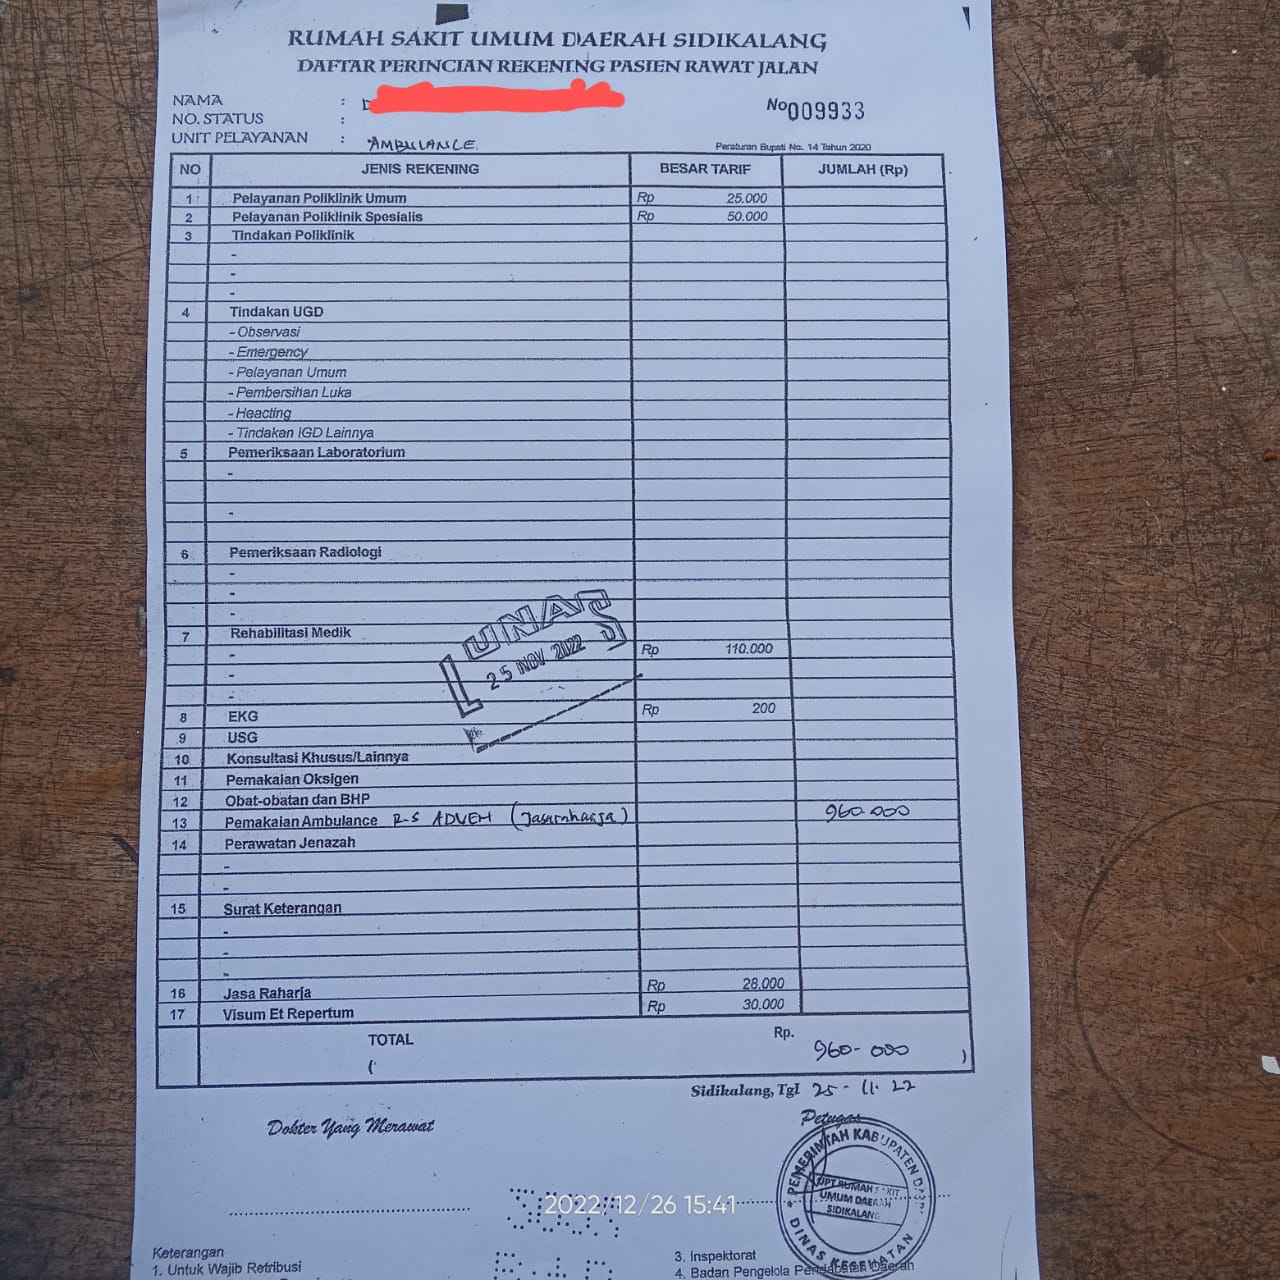 RUMAH SAKIT UMUM DAERAH SIDIKALANG
DAFTAR PERINCIAN REKENING PASIEN RAWAT JALAN
NAMA :
NO. STATUS :
UNIT PELAYANAN : AMBULANCE
No 009933
Peraturan Bupati No. 14 Tahun 2020
NO JENIS REKENING BESAR TARIF JUMLAH (Rp)
1 Pelayanan Poliklinik Umum Rp 25.000
2 Pelayanan Poliklinik Spesialis Rp 50.000
3 Tindakan Poliklinik
-
-
-
4 Tindakan UGD
- Observasi
- Emergency
- Pelayanan Umum
- Pembersihan Luka
- Heacting
- Tindakan IGD Lainnya
5 Pemeriksaan Laboratorium
-
-
6 Pemeriksaan Radiologi
-
-
-
7 Rehabilitasi Medik
- Rp 110.000
-
-
LUNAS
25 NOV 2022
8 EKG Rp 200
9 USG
10 Konsultasi Khusus/Lainnya
11 Pemakaian Oksigen
12 Obat-obatan dan BHP
13 Pemakaian Ambulance RS ADVEN (Jasaraharja) 960.000
14 Perawatan Jenazah
-
-
15 Surat Keterangan
-
-
-
16 Jasa Raharja Rp 28.000
17 Visum Et Repertum Rp 30.000
TOTAL Rp. 960-000
( )
Sidikalang, Tgl 25-11.22
Dokter Yang Merawat
Petugas
PEMERINTAH KABUPATEN
UPT RUMAH SAKIT
UMUM DAERAH
SIDIKALANG
DINAS KESEHATAN
2022/12/26 15:41
Keterangan
1. Untuk Wajib Retribusi
3. Inspektorat
4. Badan Pengelola Pendapatan Daerah